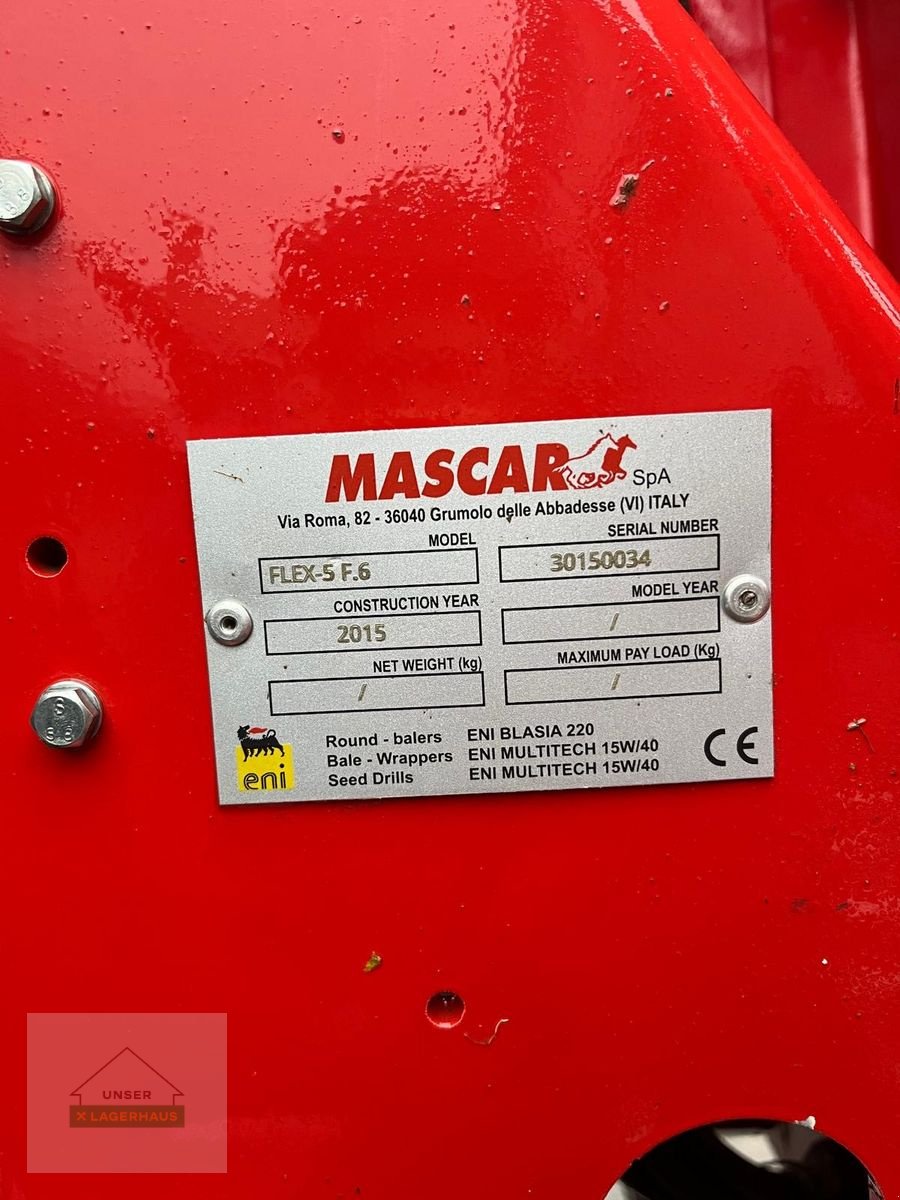 MASCAR SpA
Via Roma, 82 - 36040 Grumolo delle Abbadesse (VI) ITALY
MODEL SERIAL NUMBER
FLEX-5 F.6 30150034
CONSTRUCTION YEAR MODEL YEAR
2015 /
NET WEIGHT (kg) MAXIMUM PAY LOAD (Kg)
/ /
Round - balers ENI BLASIA 220
Bale - Wrappers ENI MULTITECH 15W/40
Seed Drills ENI MULTITECH 15W/40
eni
CE
UNSER
X LAGERHAUS